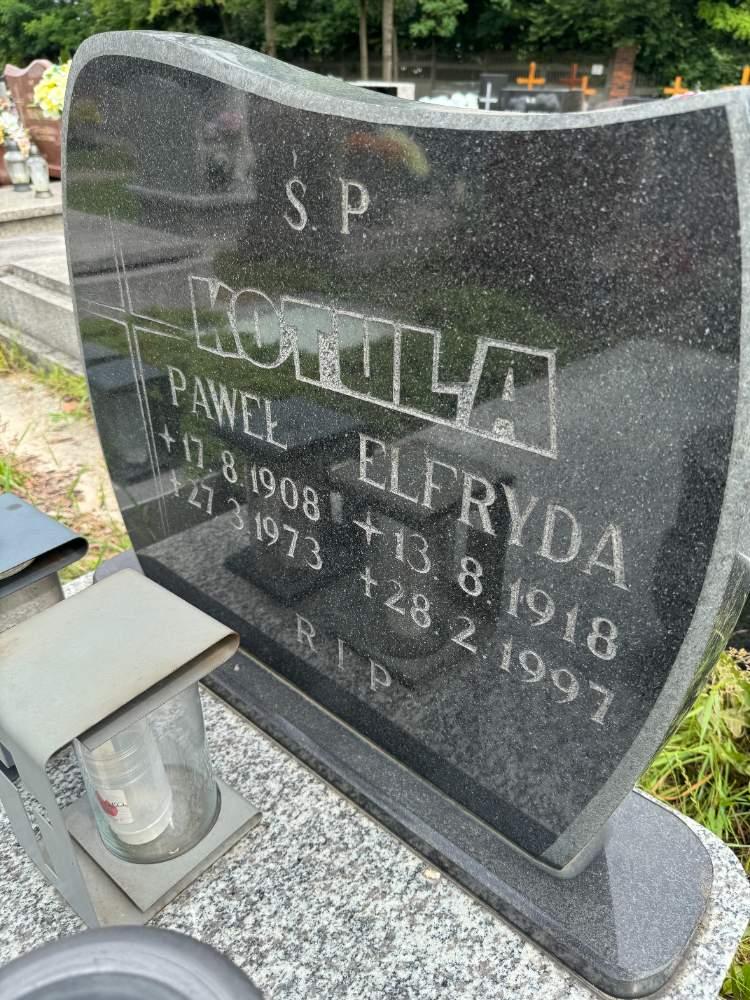 Ś. P.
KOTULA
PAWEŁ ELFRYDA
+17. 8. 1908 +13. 8. 1918
+27. 3. 1973 +28. 2. 1997
R I P